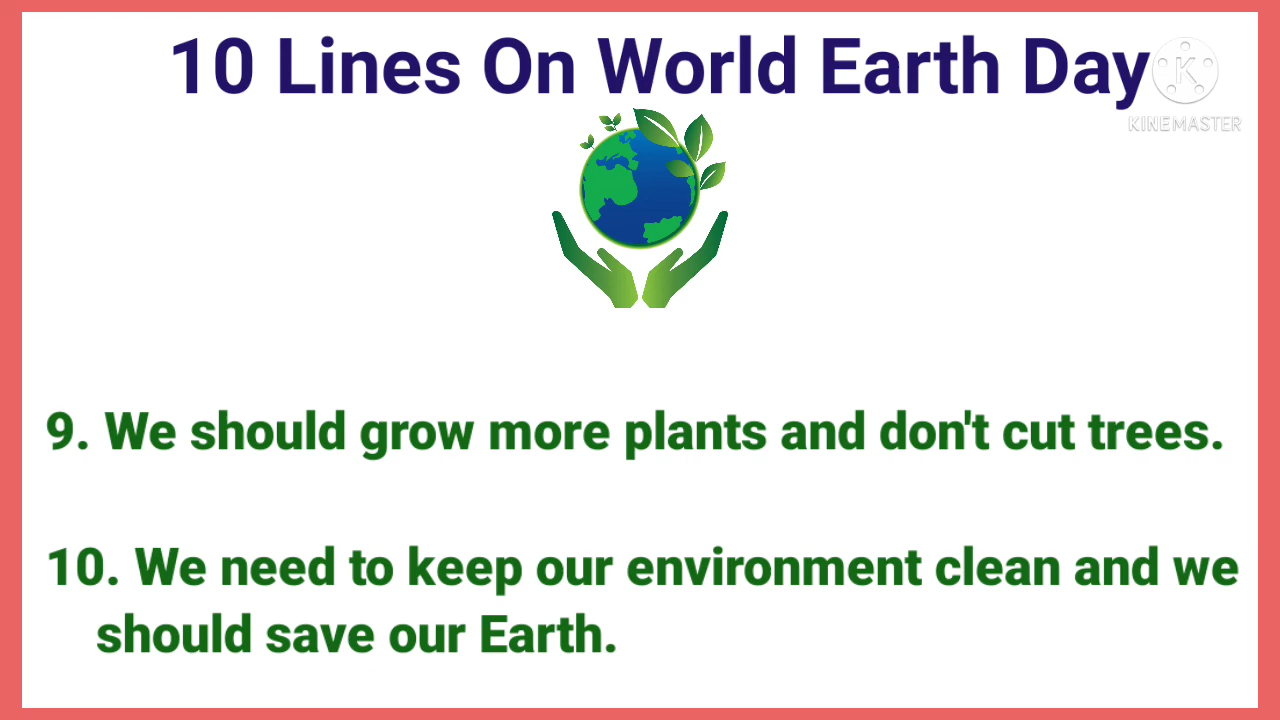 10 Lines On World Earth Day
K
KINEMASTER
9. We should grow more plants and don't cut trees.
10. We need to keep our environment clean and we
should save our Earth.